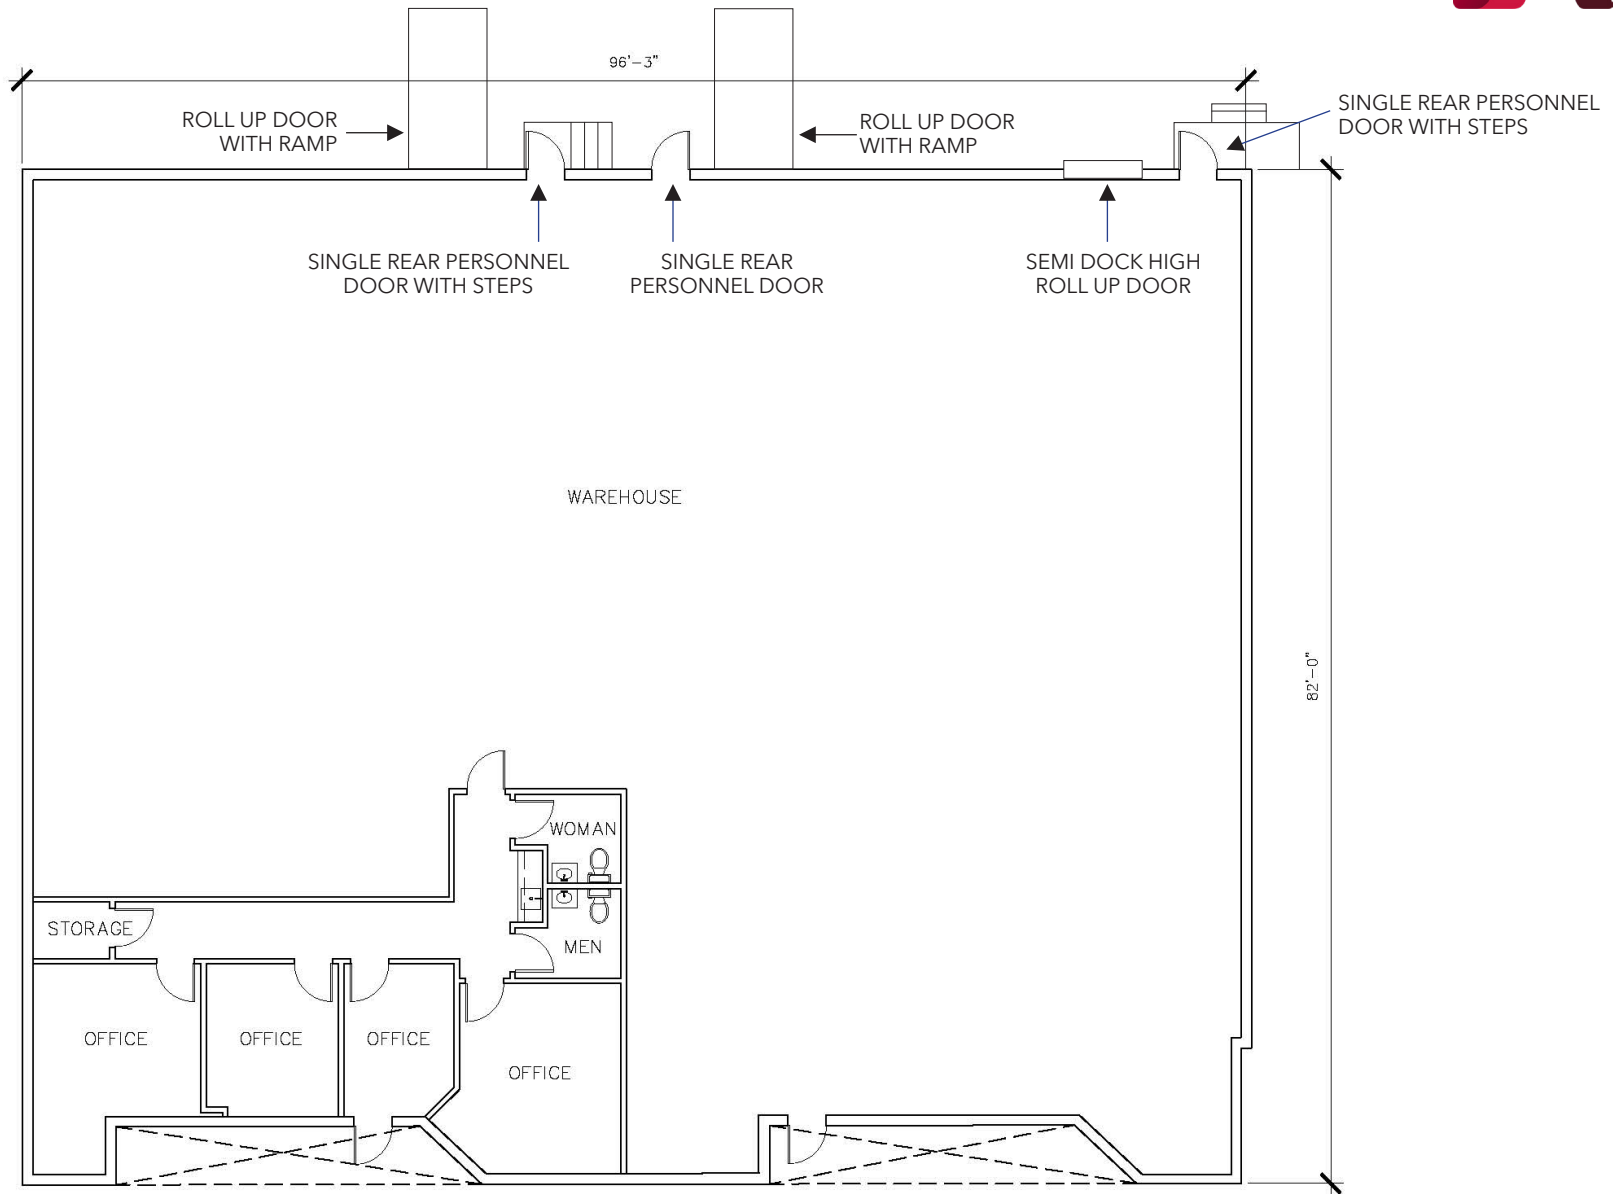 96'-3"
SINGLE REAR PERSONNEL
DOOR WITH STEPS
ROLL UP DOOR
WITH RAMP
ROLL UP DOOR
WITH RAMP
SINGLE REAR PERSONNEL
DOOR WITH STEPS
SINGLE REAR
PERSONNEL DOOR
SEMI DOCK HIGH
ROLL UP DOOR
WAREHOUSE
82'-0"
WOMAN
STORAGE
MEN
OFFICE
OFFICE
OFFICE
OFFICE